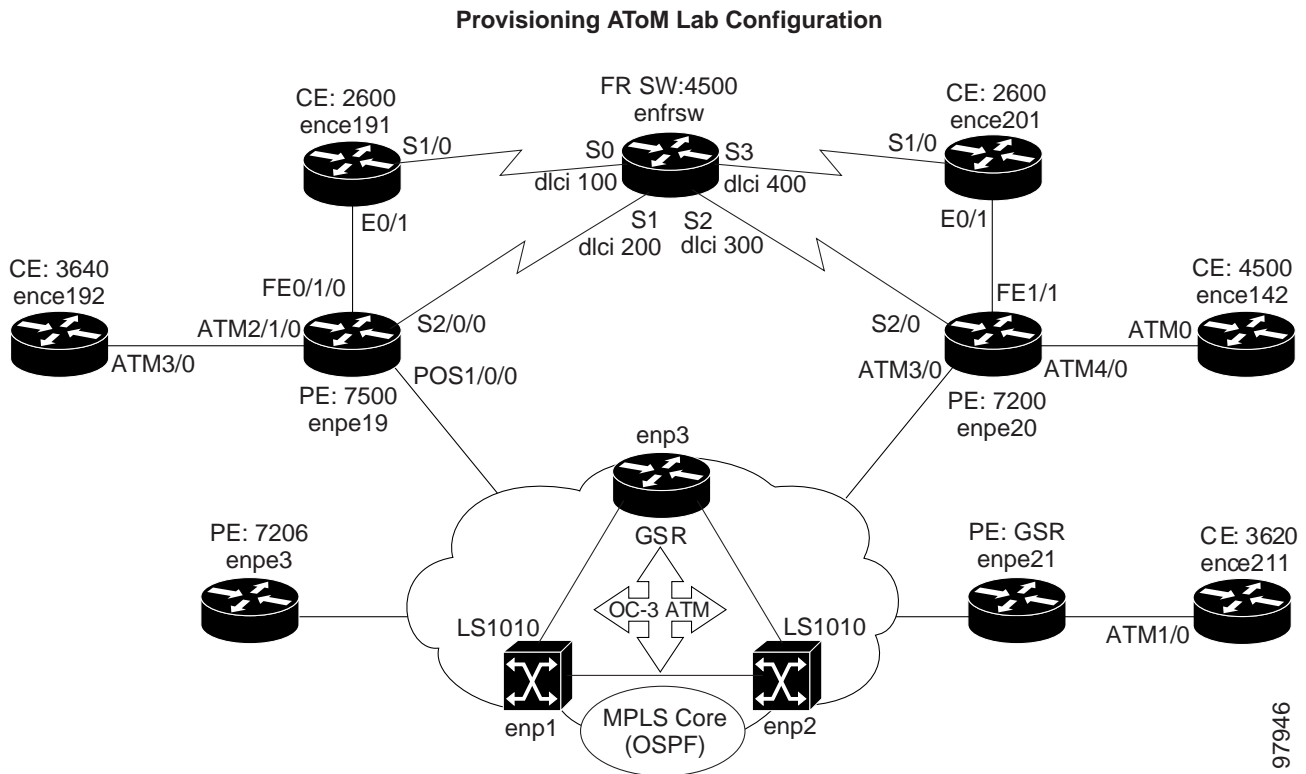 Provisioning AToM Lab Configuration
FR SW:4500
enfrsw
CE: 2600
ence191
CE: 2600
ence201
S1/0
S0
S3
S1/0
dlci 100
dlci 400
S1
S2
dlci 200
dlci 300
E0/1
E0/1
CE: 3640
ence192
CE: 4500
ence142
FE0/1/0
FE1/1
ATM2/1/0
S2/0/0
S2/0
ATM0
ATM3/0
ATM3/0
ATM4/0
POS1/0/0
PE: 7500
enpe19
PE: 7200
enpe20
enp3
GSR
PE: 7206
enpe3
PE: GSR
enpe21
CE: 3620
ence211
OC-3 ATM
LS1010
LS1010
ATM1/0
enp1
enp2
MPLS Core
(OSPF)
97946